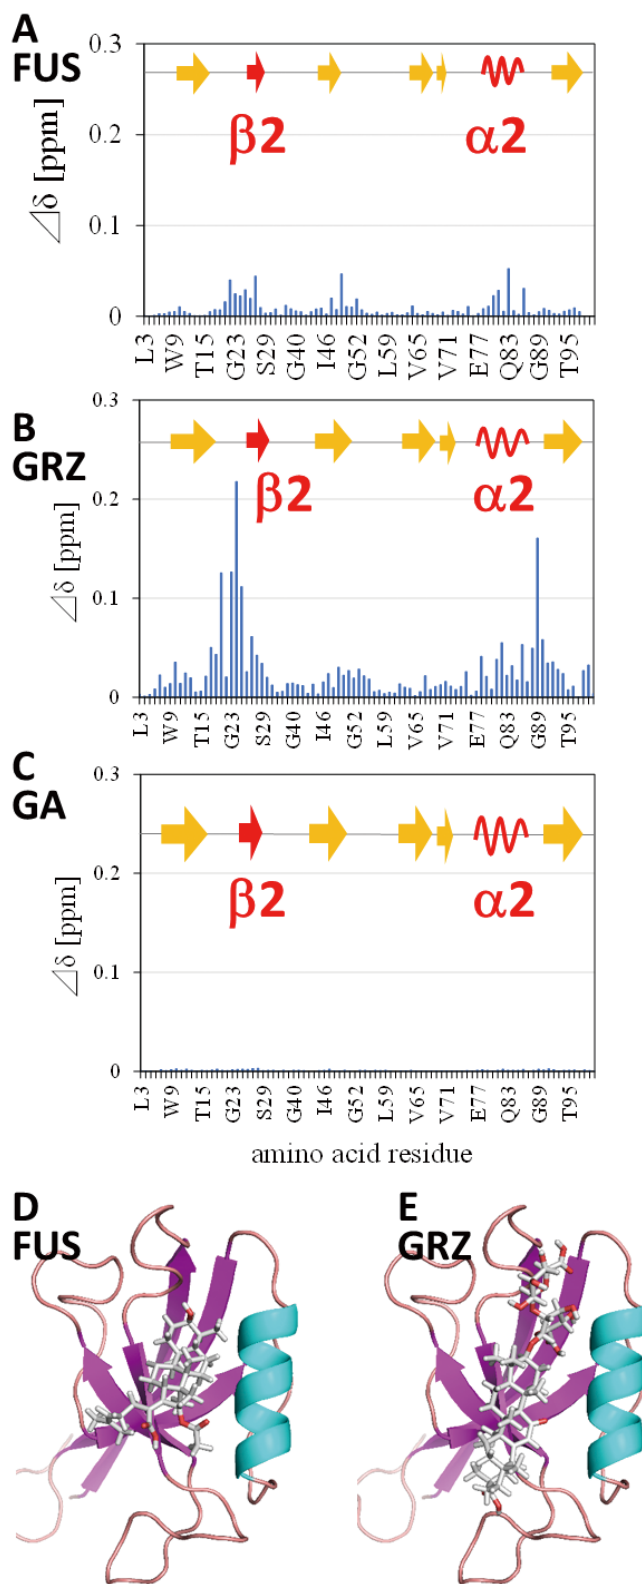 A
FUS
0.3
0.2
0.1
0
⊿δ [ppm]
β2
α2
L3 W9 T15 G23 S29 G40 I46 G52 L59 V65 V71 E77 Q83 G89 T95
B
GRZ
0.3
0.2
0.1
0
⊿δ [ppm]
β2
α2
L3 W9 T15 G23 S29 G40 I46 G52 L59 V65 V71 E77 Q83 G89 T95
C
GA
0.3
0.2
0.1
0
⊿δ [ppm]
β2
α2
L3 W9 T15 G23 S29 G40 I46 G52 L59 V65 V71 E77 Q83 G89 T95
amino acid residue
D
FUS
E
GRZ